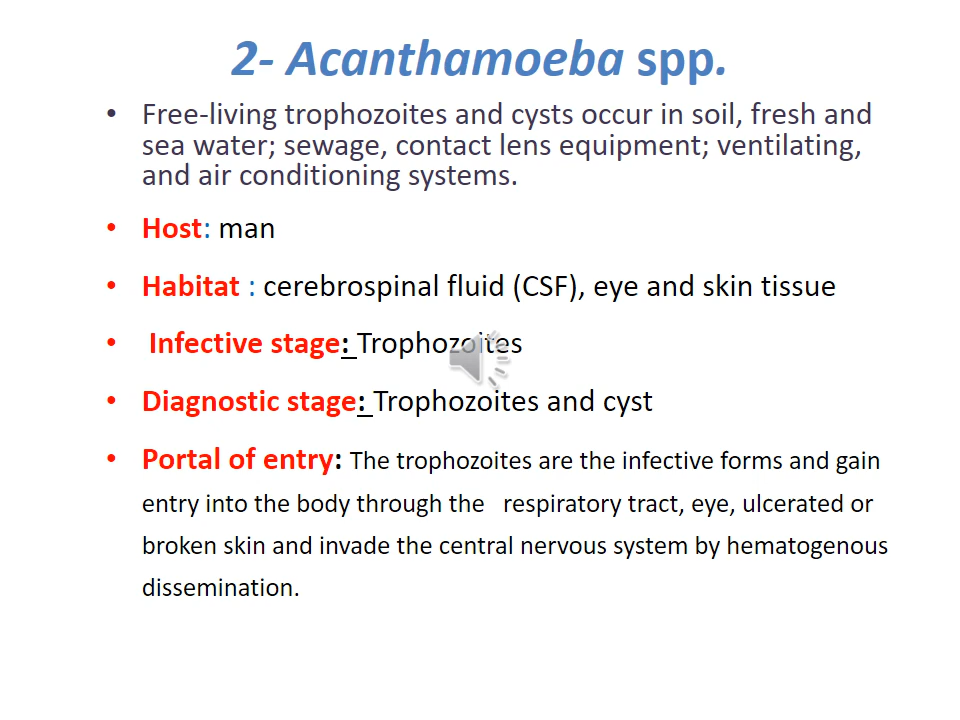 2- Acanthamoeba spp.
• Free-living trophozoites and cysts occur in soil, fresh and
sea water; sewage, contact lens equipment; ventilating,
and air conditioning systems.
• Host: man
• Habitat : cerebrospinal fluid (CSF), eye and skin tissue
• Infective stage: Trophozoites
• Diagnostic stage: Trophozoites and cyst
• Portal of entry: The trophozoites are the infective forms and gain
entry into the body through the respiratory tract, eye, ulcerated or
broken skin and invade the central nervous system by hematogenous
dissemination.